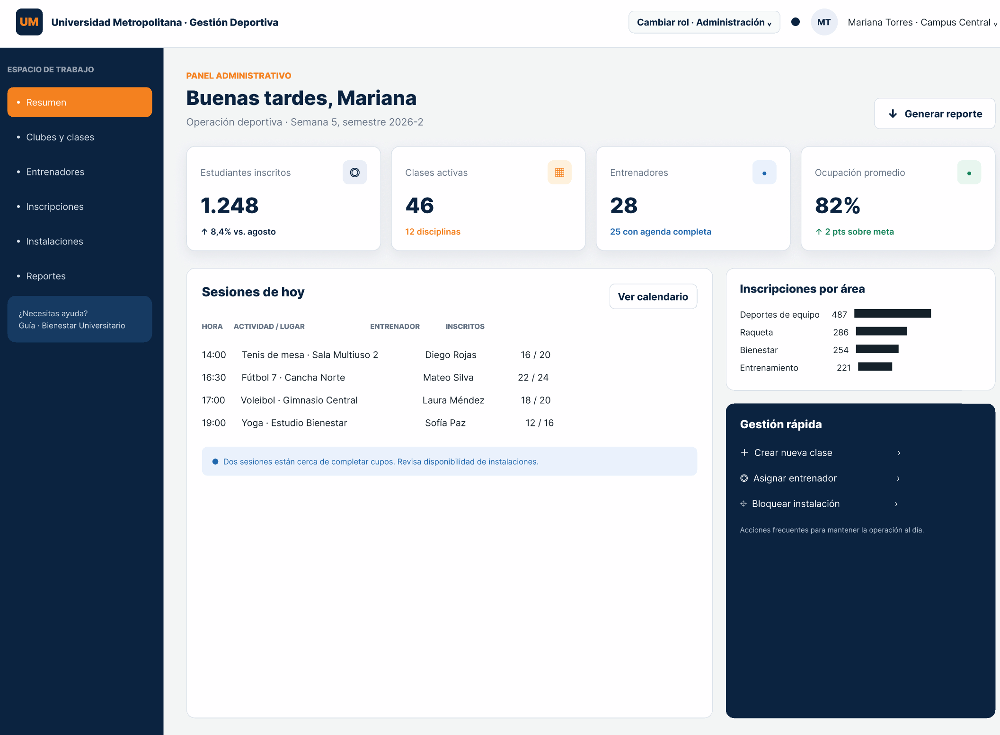 UM Universidad Metropolitana · Gestión Deportiva
Cambiar rol · Administración v
MT Mariana Torres · Campus Central v
ESPACIO DE TRABAJO
• Resumen
• Clubes y clases
• Entrenadores
• Inscripciones
• Instalaciones
• Reportes
¿Necesitas ayuda?
Guía · Bienestar Universitario
PANEL ADMINISTRATIVO
Buenas tardes, Mariana
Operación deportiva · Semana 5, semestre 2026-2
↓ Generar reporte
Estudiantes inscritos
1.248
↑ 8,4% vs. agosto
Clases activas
46
12 disciplinas
Entrenadores
28
25 con agenda completa
Ocupación promedio
82%
↑ 2 pts sobre meta
Sesiones de hoy
Ver calendario
HORA ACTIVIDAD / LUGAR ENTRENADOR INSCRITOS
14:00 Tenis de mesa · Sala Multiuso 2 Diego Rojas 16 / 20
16:30 Fútbol 7 · Cancha Norte Mateo Silva 22 / 24
17:00 Voleibol · Gimnasio Central Laura Méndez 18 / 20
19:00 Yoga · Estudio Bienestar Sofía Paz 12 / 16
Dos sesiones están cerca de completar cupos. Revisa disponibilidad de instalaciones.
Inscripciones por área
Deportes de equipo 487
Raqueta 286
Bienestar 254
Entrenamiento 221
Gestión rápida
+ Crear nueva clase ›
◎ Asignar entrenador ›
⌖ Bloquear instalación ›
Acciones frecuentes para mantener la operación al día.